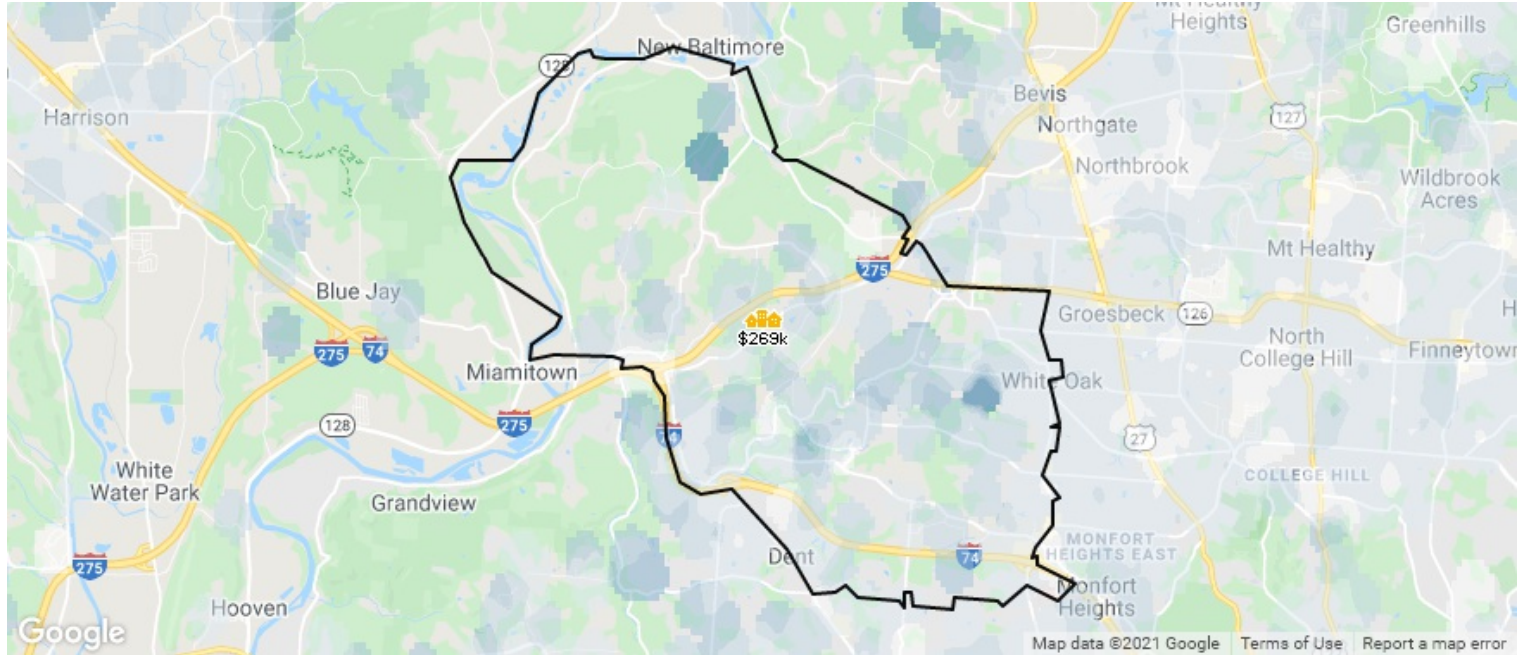 Mt Healthy
Heights
Greenhills
New Baltimore
128
Harrison
Bevis
Northgate
127
Northbrook
Wildbrook
Acres
Mt Healthy
275
Blue Jay
$269k
Groesbeck
126
North
College Hill
Finneytown
275
74
Miamitown
White Oak
275
128
74
27
White
Water Park
Grandview
COLLEGE HILL
Dent
74
MONFORT
HEIGHTS EAST
275
Monfort
Heights
Hooven
Google
Map data ©2021 Google
Terms of Use
Report a map error